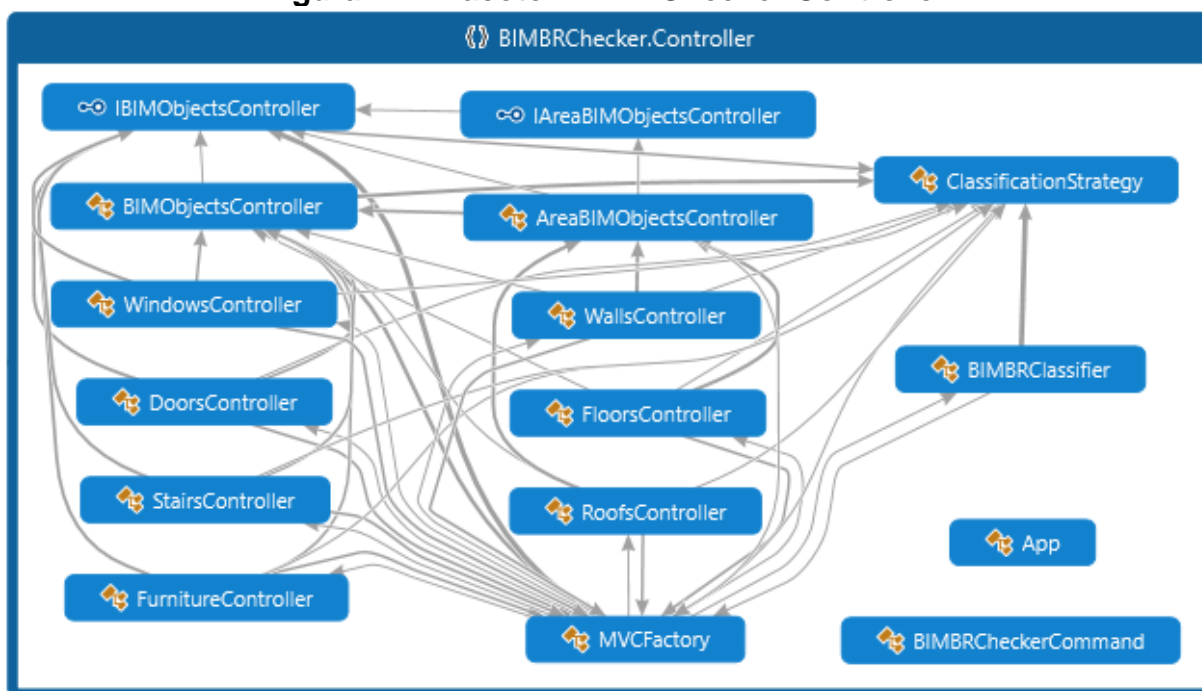 BIMBRChecker.Controller
IBIMObjectsController
IAreaBIMObjectsController
ClassificationStrategy
BIMObjectsController
AreaBIMObjectsController
WindowsController
WallsController
BIMBRClassifier
DoorsController
FloorsController
StairsController
RoofsController
App
FurnitureController
MVCFactory
BIMBRCheckerCommand